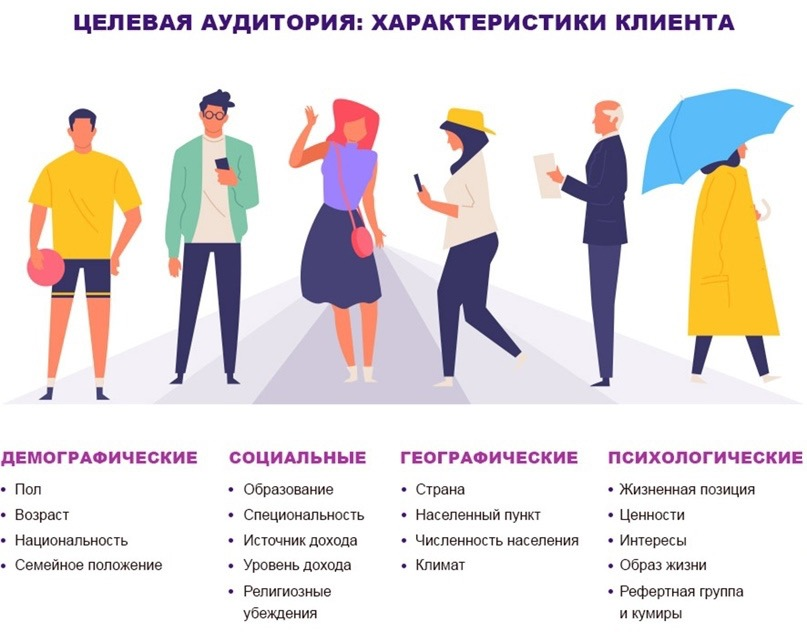 ЦЕЛЕВАЯ АУДИТОРИЯ: ХАРАКТЕРИСТИКИ КЛИЕНТА
ДЕМОГРАФИЧЕСКИЕ
• Пол
• Возраст
• Национальность
• Семейное положение
СОЦИАЛЬНЫЕ
• Образование
• Специальность
• Источник дохода
• Уровень дохода
• Религиозные
убеждения
ГЕОГРАФИЧЕСКИЕ
• Страна
• Населенный пункт
• Численность населения
• Климат
ПСИХОЛОГИЧЕСКИЕ
• Жизненная позиция
• Ценности
• Интересы
• Образ жизни
• Рефертная группа
и кумиры